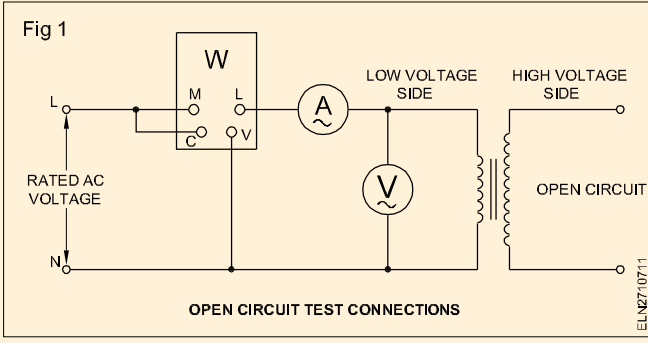 Fig 1
W
M L
C V
L
A
LOW VOLTAGE
SIDE
HIGH VOLTAGE
SIDE
RATED AC
VOLTAGE
V
OPEN CIRCUIT
N
OPEN CIRCUIT TEST CONNECTIONS
ELN2710711